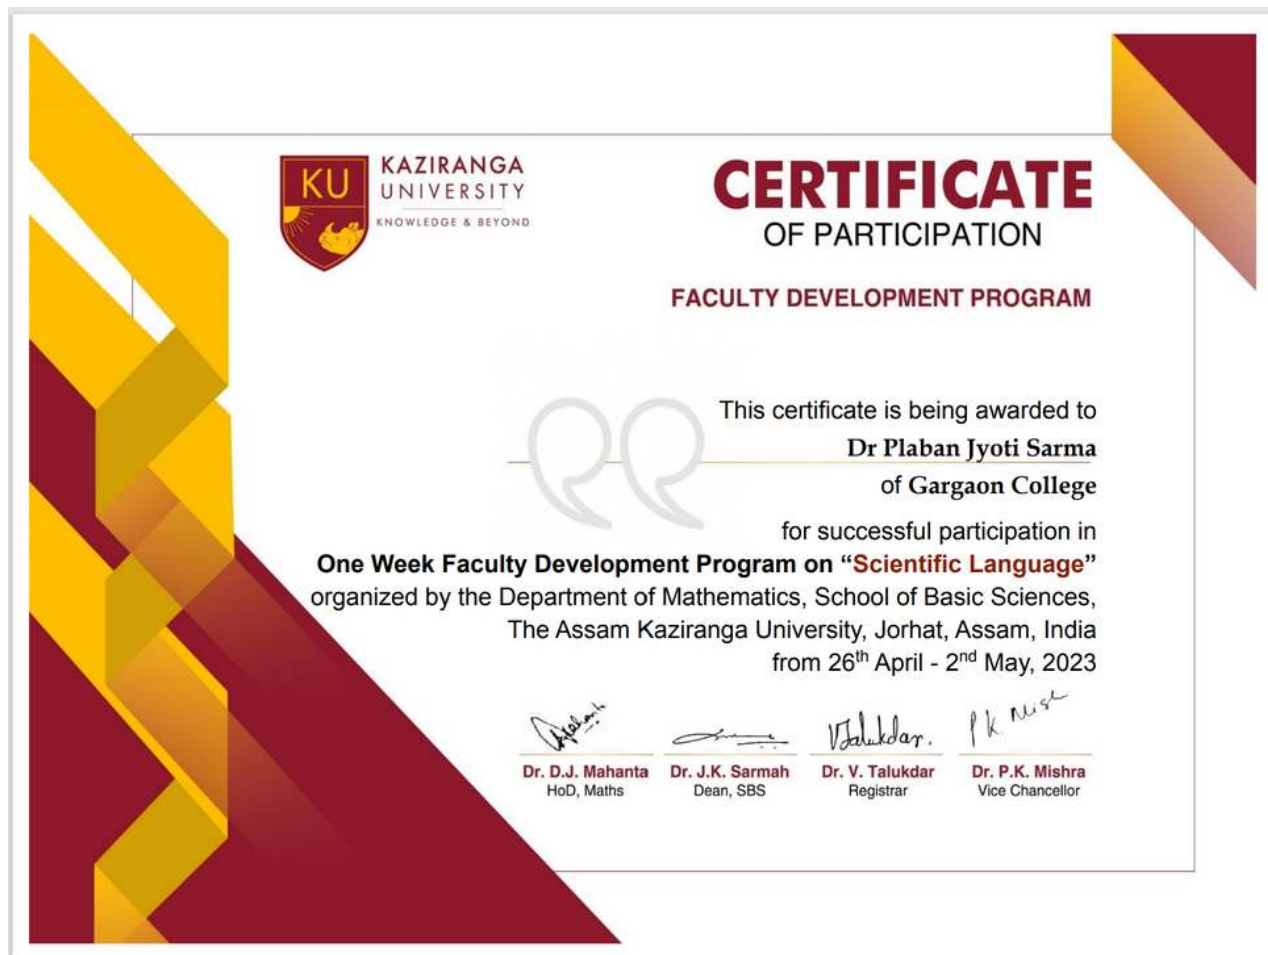 KU
KAZIRANGA
UNIVERSITY
KNOWLEDGE & BEYOND
CERTIFICATE
OF PARTICIPATION
FACULTY DEVELOPMENT PROGRAM
This certificate is being awarded to
Dr Plaban Jyoti Sarma
of Gargaon College
for successful participation in
One Week Faculty Development Program on “Scientific Language”
organized by the Department of Mathematics, School of Basic Sciences,
The Assam Kaziranga University, Jorhat, Assam, India
from 26th April - 2nd May, 2023
VTalukdar.
Dr. D.J. Mahanta Dr. J.K. Sarmah Dr. V. Talukdar Dr. P.K. Mishra
HoD, Maths Dean, SBS Registrar Vice Chancellor